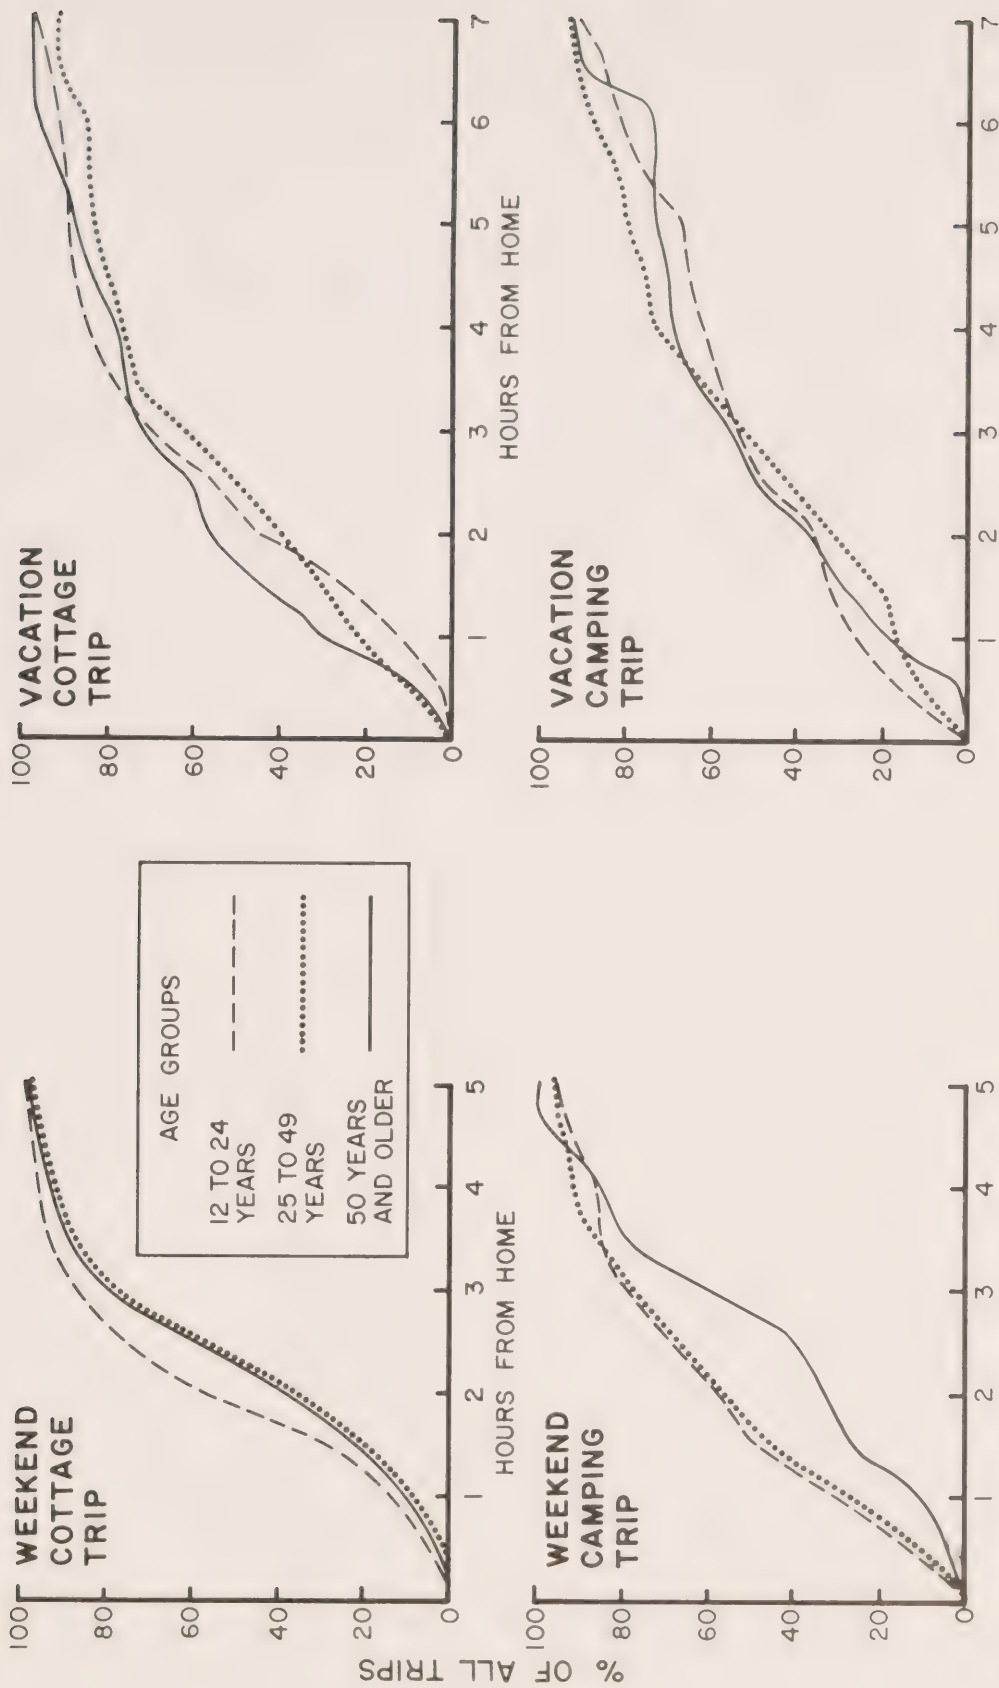 WEEKEND
COTTAGE
TRIP
100
80
60
40
20
0
1
2
3
4
5
HOURS FROM HOME
AGE GROUPS
12 TO 24
YEARS
25 TO 49
YEARS
50 YEARS
AND OLDER
VACATION
COTTAGE
TRIP
100
80
60
40
20
0
1
2
3
4
5
6
7
HOURS FROM HOME
% OF ALL TRIPS
WEEKEND
CAMPING
TRIP
100
80
60
40
20
0
1
2
3
4
5
VACATION
CAMPING
TRIP
100
80
60
40
20
0
1
2
3
4
5
6
7